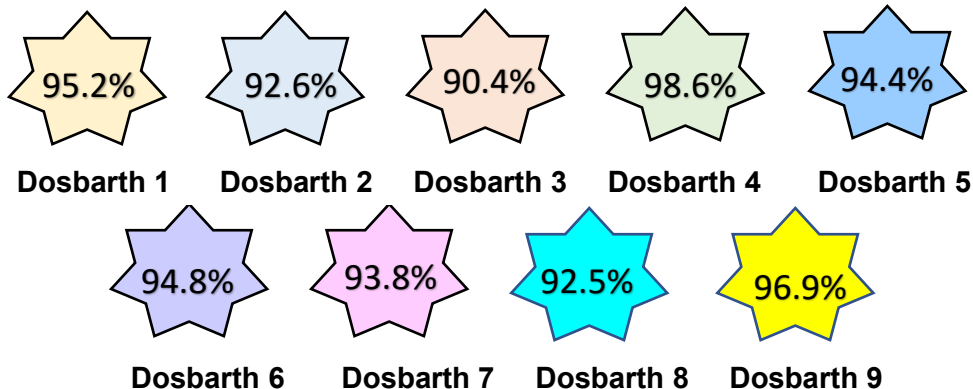 95.2% 92.6% 90.4% 98.6% 94.4%
Dosbarth 1 Dosbarth 2 Dosbarth 3 Dosbarth 4 Dosbarth 5
94.8% 93.8% 92.5% 96.9%
Dosbarth 6 Dosbarth 7 Dosbarth 8 Dosbarth 9